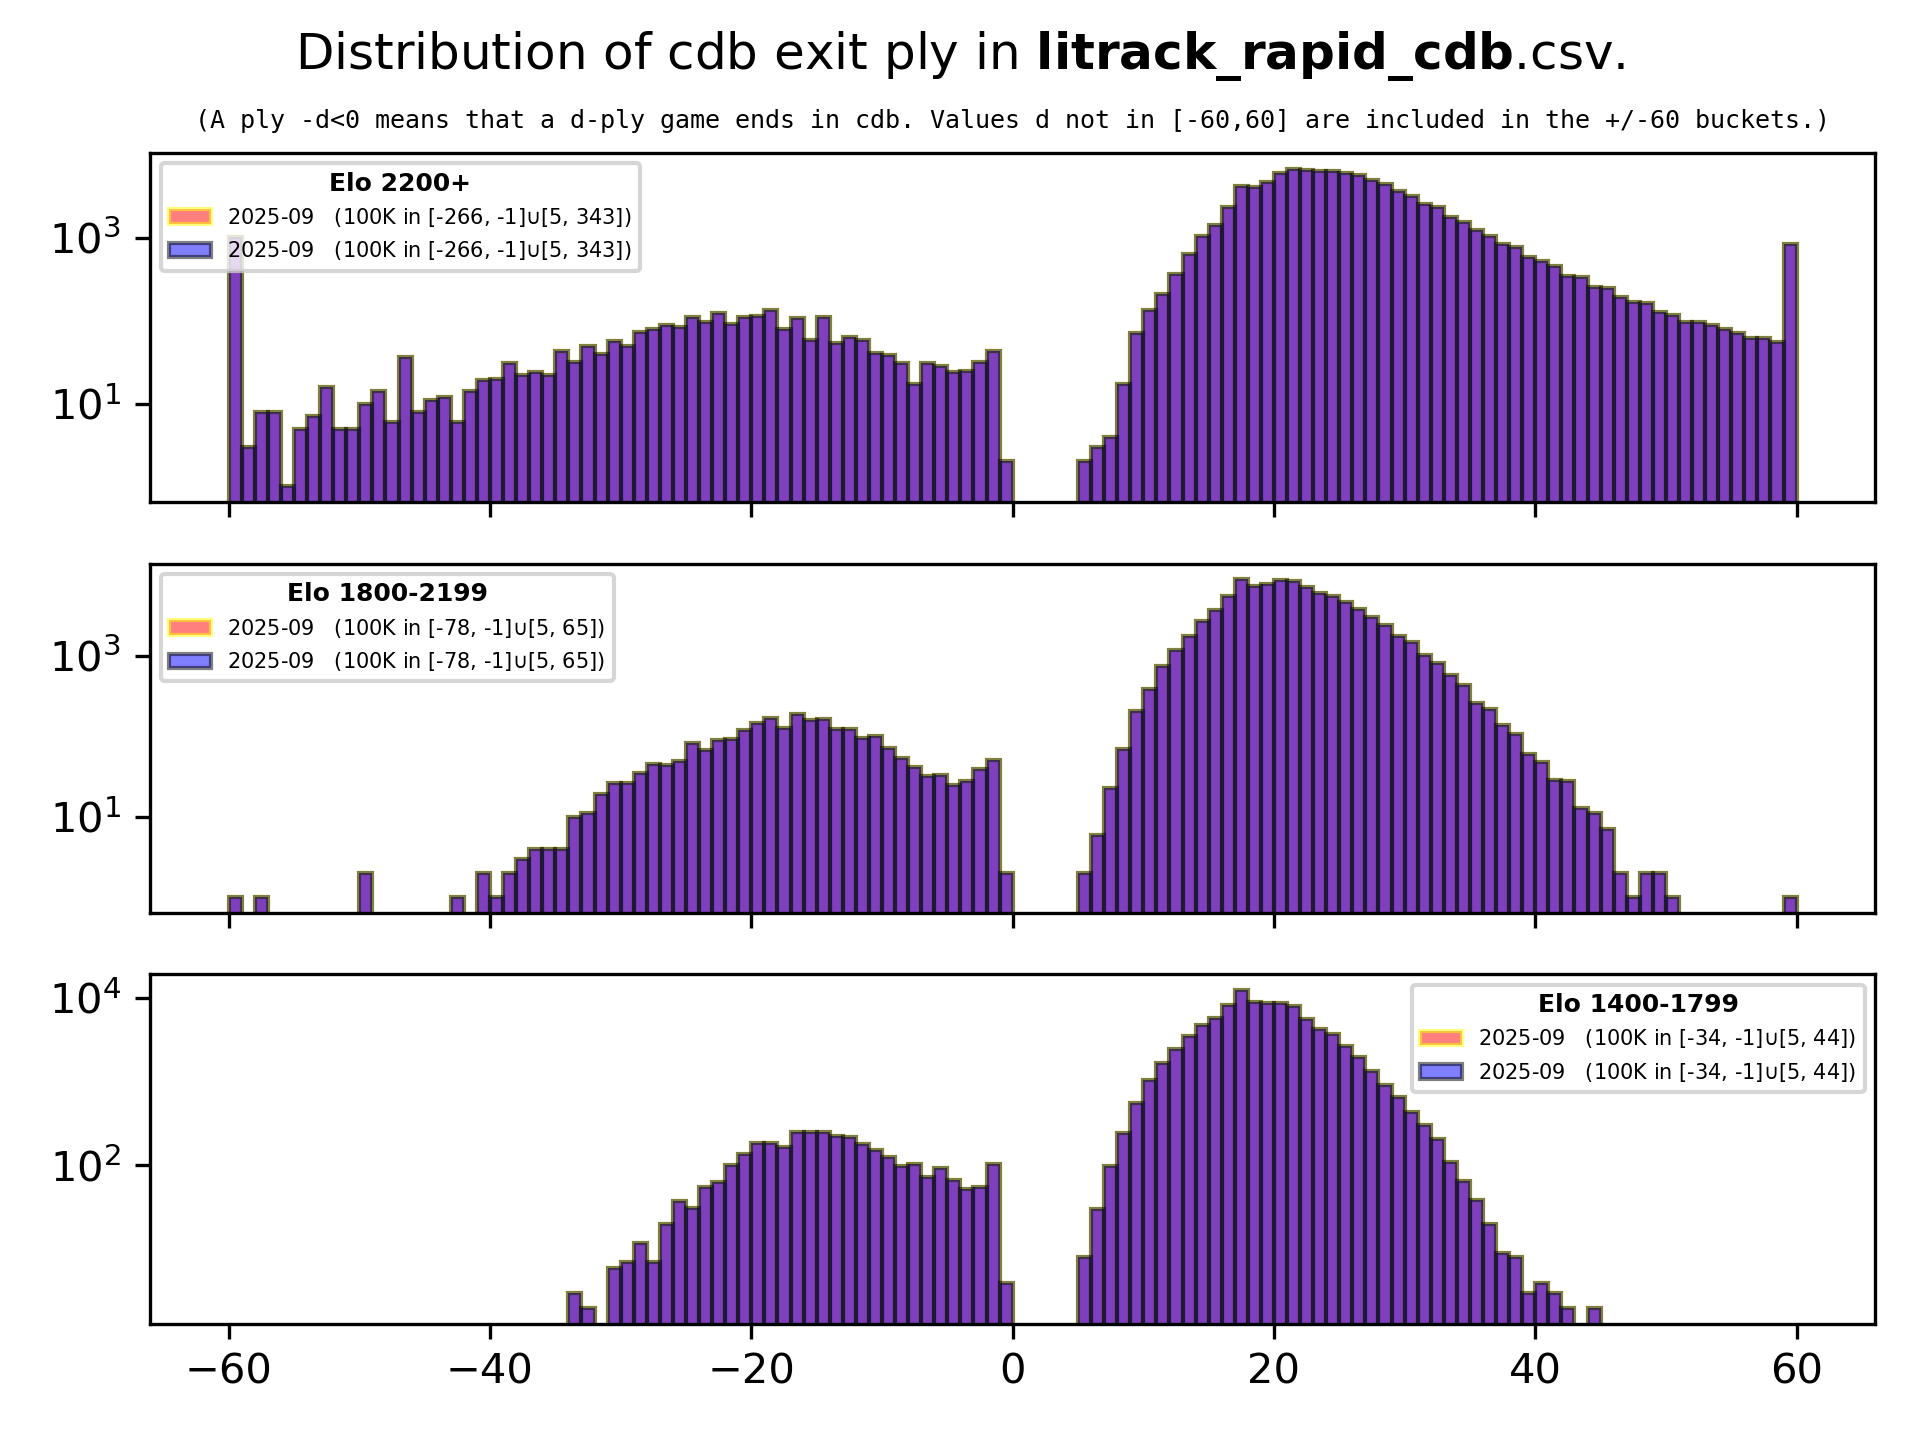 Distribution of cdb exit ply in litrack_rapid_cdb.csv.
(A ply -d<0 means that a d-ply game ends in cdb. Values d not in [-60,60] are included in the +/-60 buckets.)
Elo 2200+
2025-09 (100K in [-266, -1]∪[5, 343])
2025-09 (100K in [-266, -1]∪[5, 343])
10³
10¹
Elo 1800-2199
2025-09 (100K in [-78, -1]∪[5, 65])
2025-09 (100K in [-78, -1]∪[5, 65])
10³
10¹
Elo 1400-1799
2025-09 (100K in [-34, -1]∪[5, 44])
2025-09 (100K in [-34, -1]∪[5, 44])
10⁴
10²
−60 −40 −20 0 20 40 60